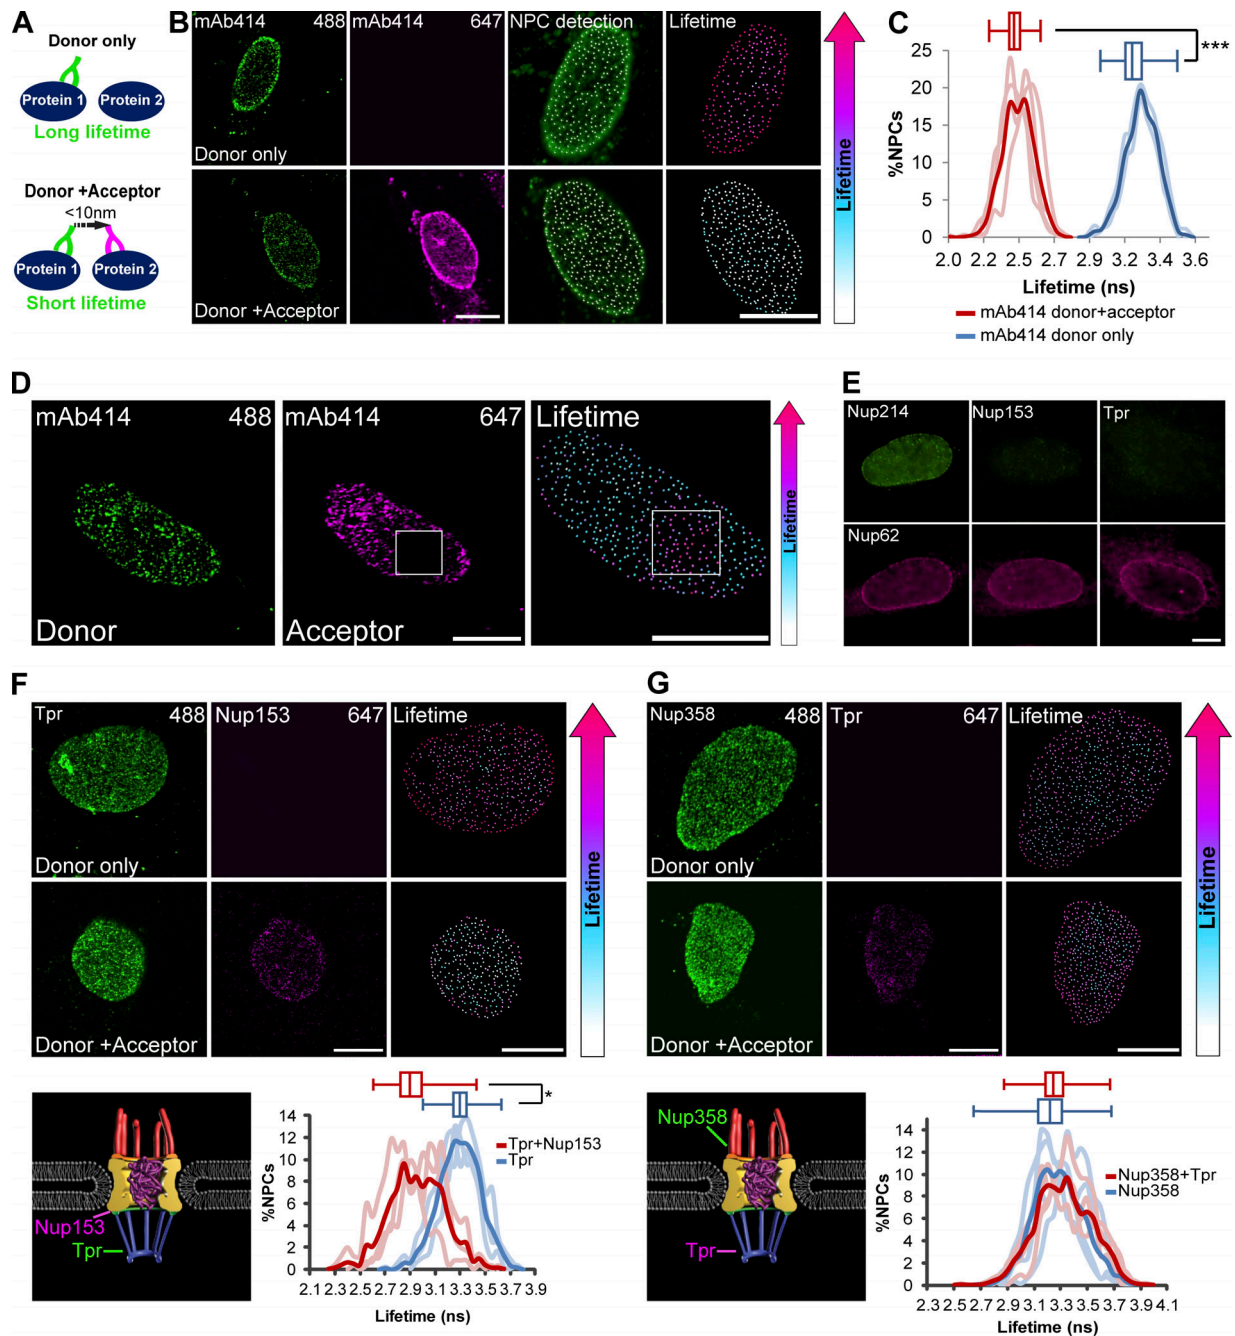 A
Donor only
Protein 1 Protein 2
Long lifetime
Donor +Acceptor
<10nm
Protein 1 Protein 2
Short lifetime
B
mAb414 488 mAb414 647 NPC detection Lifetime
Donor only
Donor +Acceptor
Lifetime
C
***
25
20
15
10
5
0
%NPCs
2.0 2.2 2.5 2.7 2.9 3.2 3.4 3.6
Lifetime (ns)
mAb414 donor+acceptor
mAb414 donor only
D
mAb414 488 mAb414 647 Lifetime
Donor Acceptor
Lifetime
E
Nup214 Nup153 Tpr
Nup62
F
Tpr 488 Nup153 647 Lifetime
Donor only
Donor +Acceptor
Lifetime
Nup153
Tpr
*
14
12
10
8
6
4
2
0
%NPCs
Tpr+Nup153
Tpr
2.1 2.3 2.5 2.7 2.9 3.1 3.3 3.5 3.7 3.9
Lifetime (ns)
G
Nup358 488 Tpr 647 Lifetime
Donor only
Donor +Acceptor
Lifetime
Nup358
Tpr
14
12
10
8
6
4
2
0
%NPCs
Nup358+Tpr
Nup358
2.3 2.5 2.7 2.9 3.1 3.3 3.5 3.7 3.9 4.1
Lifetime (ns)